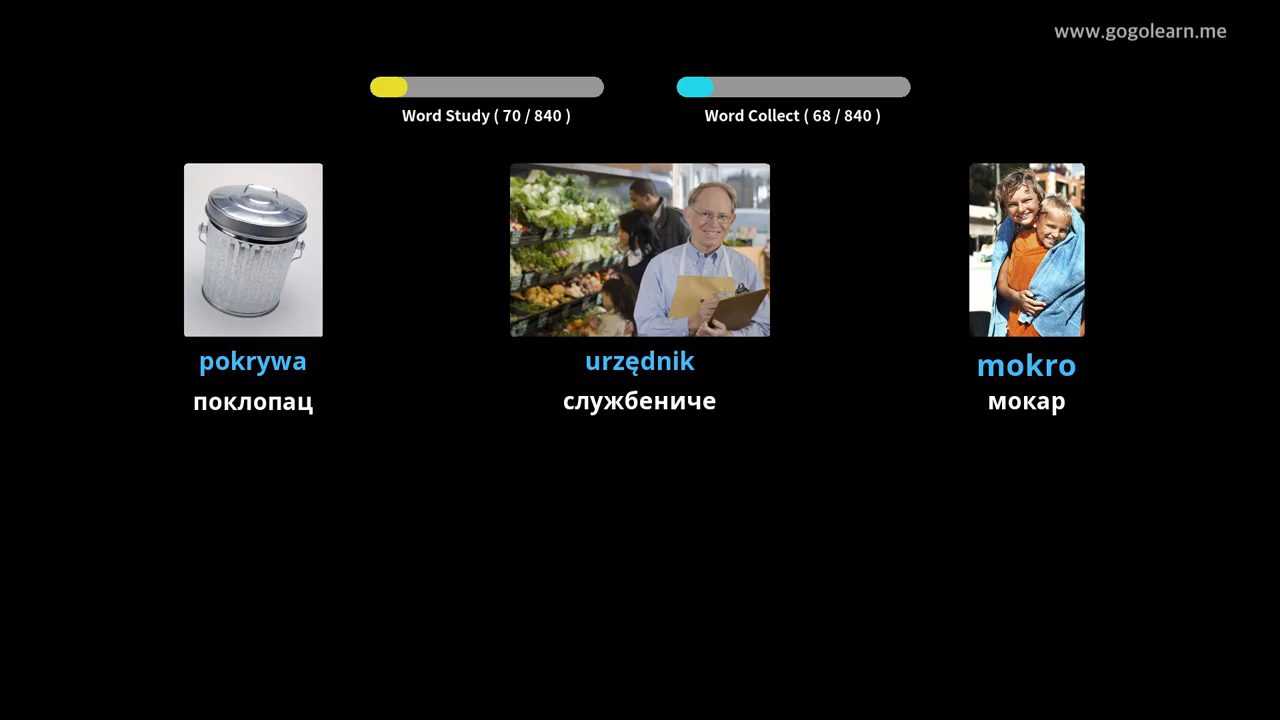 www.gogolearn.me
Word Study ( 70 / 840 )
Word Collect ( 68 / 840 )
pokrywa
поклопац
urzędnik
службениче
mokro
мокар